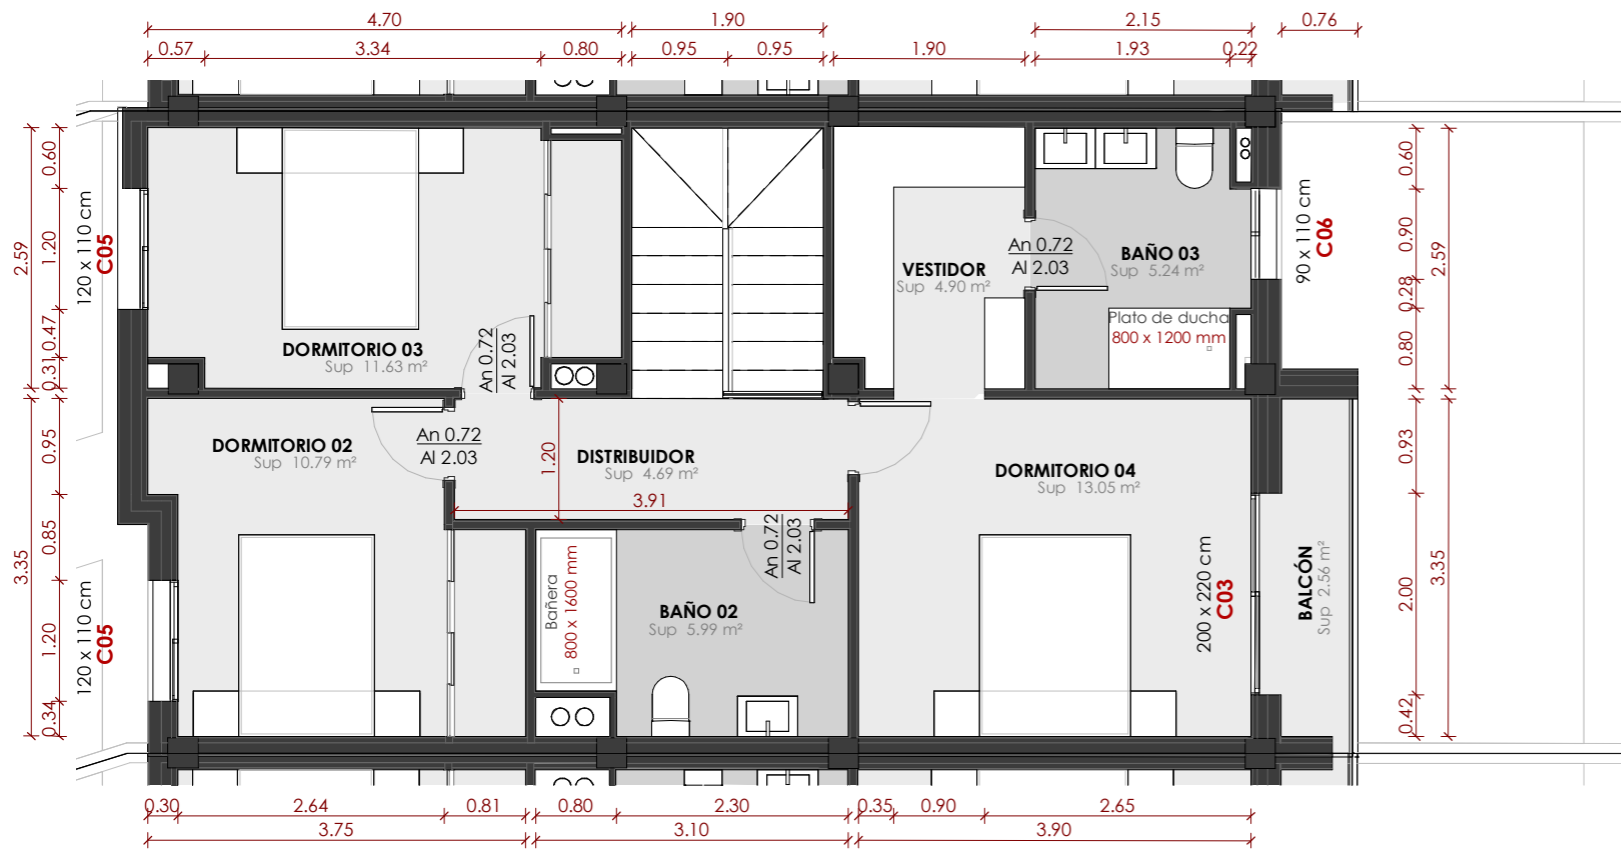 4.70
1.90
2.15
0.76
0.57
3.34
0.80
0.95
0.95
1.90
1.93
0.22
2.59
0.60
1.20
0.47
0.31
120 x 110 cm
C05
3.35
0.95
0.85
1.20
0.34
120 x 110 cm
C05
DORMITORIO 03
Sup 11.63 m²
An 0.72
Al 2.03
VESTIDOR
Sup 4.90 m²
An 0.72
Al 2.03
BAÑO 03
Sup 5.24 m²
Plato de ducha
800 x 1200 mm
90 x 110 cm
C06
0.60
0.90
0.28
0.80
2.59
DORMITORIO 02
Sup 10.79 m²
An 0.72
Al 2.03
1.20
DISTRIBUIDOR
Sup 4.69 m²
3.91
An 0.72
Al 2.03
DORMITORIO 04
Sup 13.05 m²
Bañera
800 x 1600 mm
BAÑO 02
Sup 5.99 m²
200 x 220 cm
C03
BALCÓN
Sup 2.56 m²
0.93
2.00
0.42
3.35
0.30
2.64
0.81
0.80
2.30
0.35
0.90
2.65
3.75
3.10
3.90